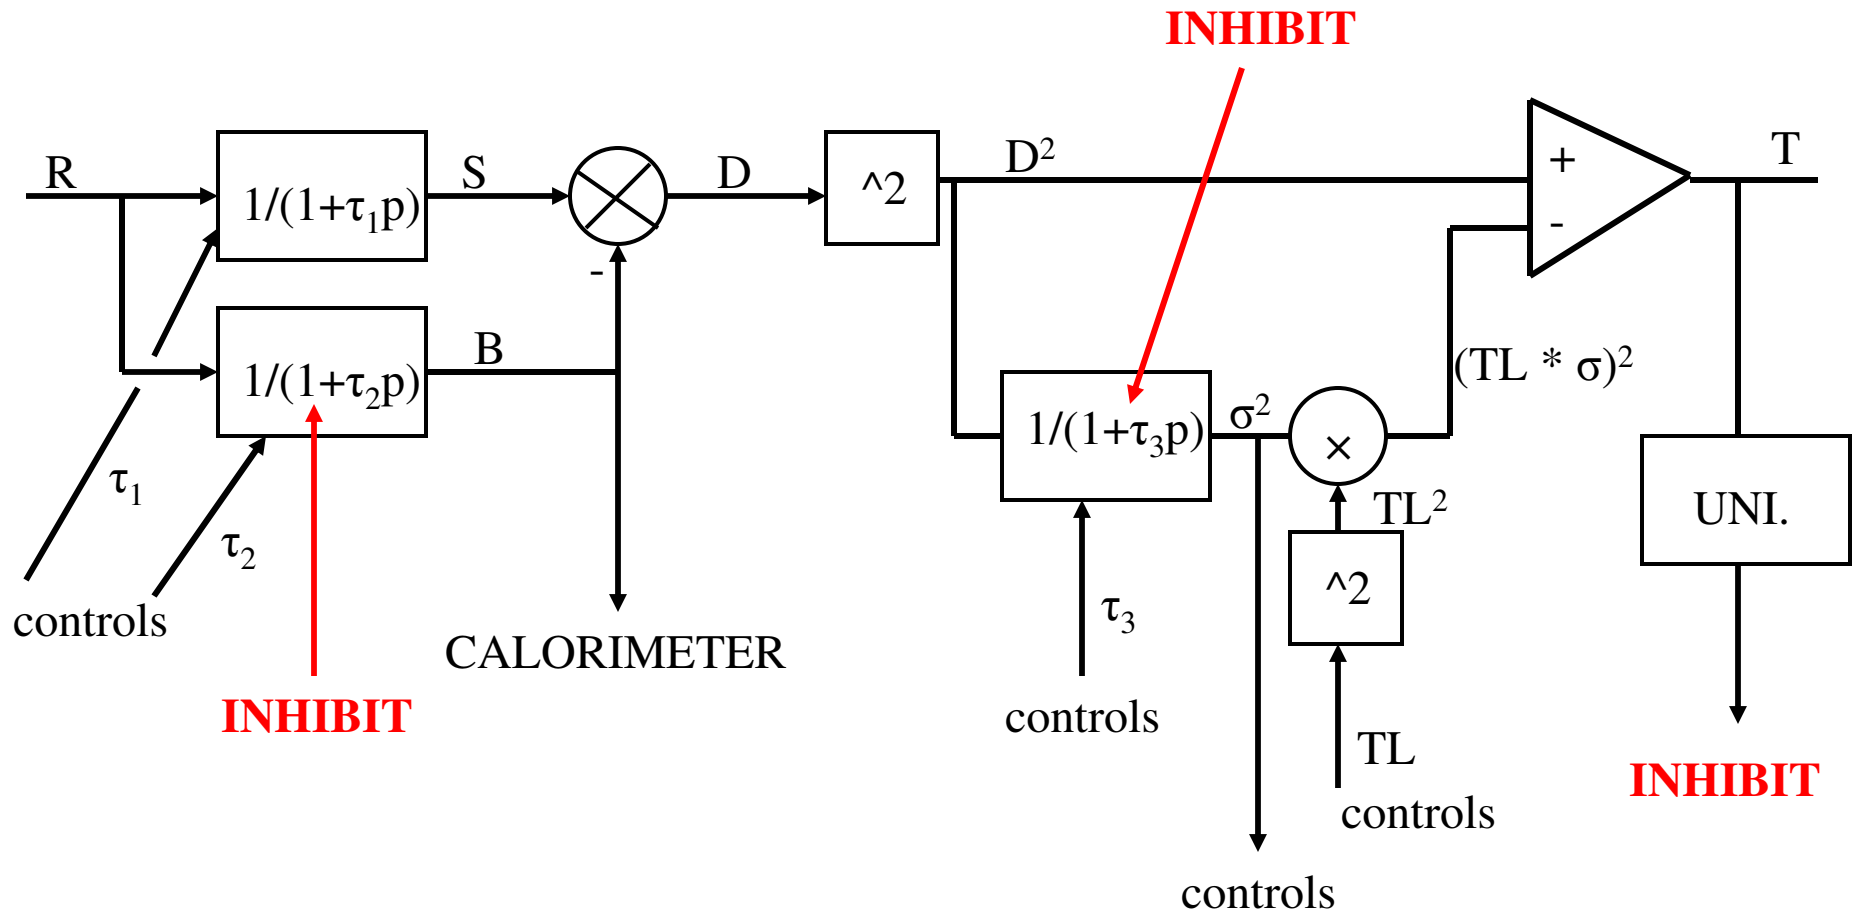 INHIBIT
R
1/(1+τ₁p)
S
D
^2
D²
+
-
T
-
1/(1+τ₂p)
B
(TL * σ)²
1/(1+τ₃p)
σ²
×
τ₁
τ₂
TL²
UNI.
^2
τ₃
controls
CALORIMETER
INHIBIT
controls
TL
INHIBIT
controls
controls